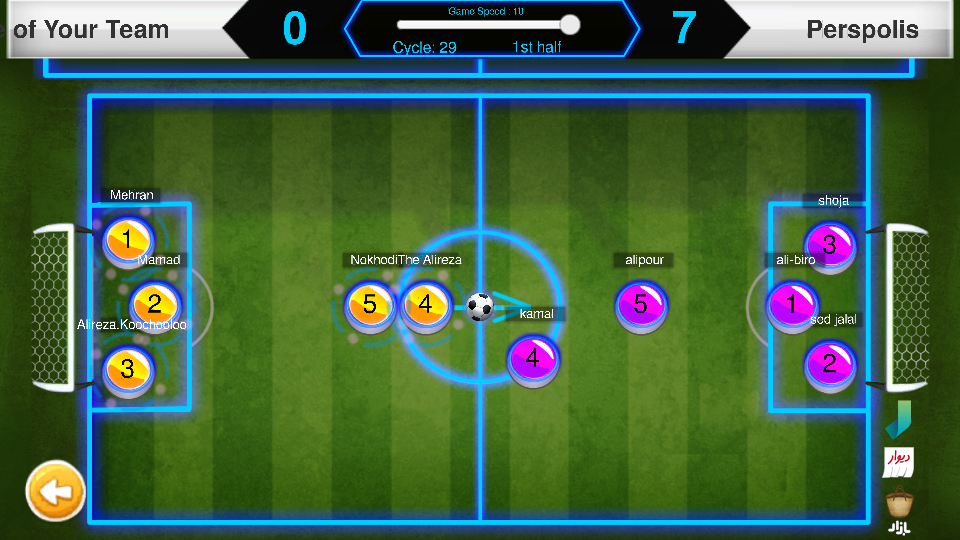 of Your Team
0
Game Speed : 10
Cycle: 29
1st half
7
Perspolis
Mehran
1
Mamad
2
Alireza.Koochooloo
3
Nokhodi
5
The Alireza
4
kamal
4
alipour
5
shoja
3
ali-biro
1
sed jalal
2
دیوار
بازار